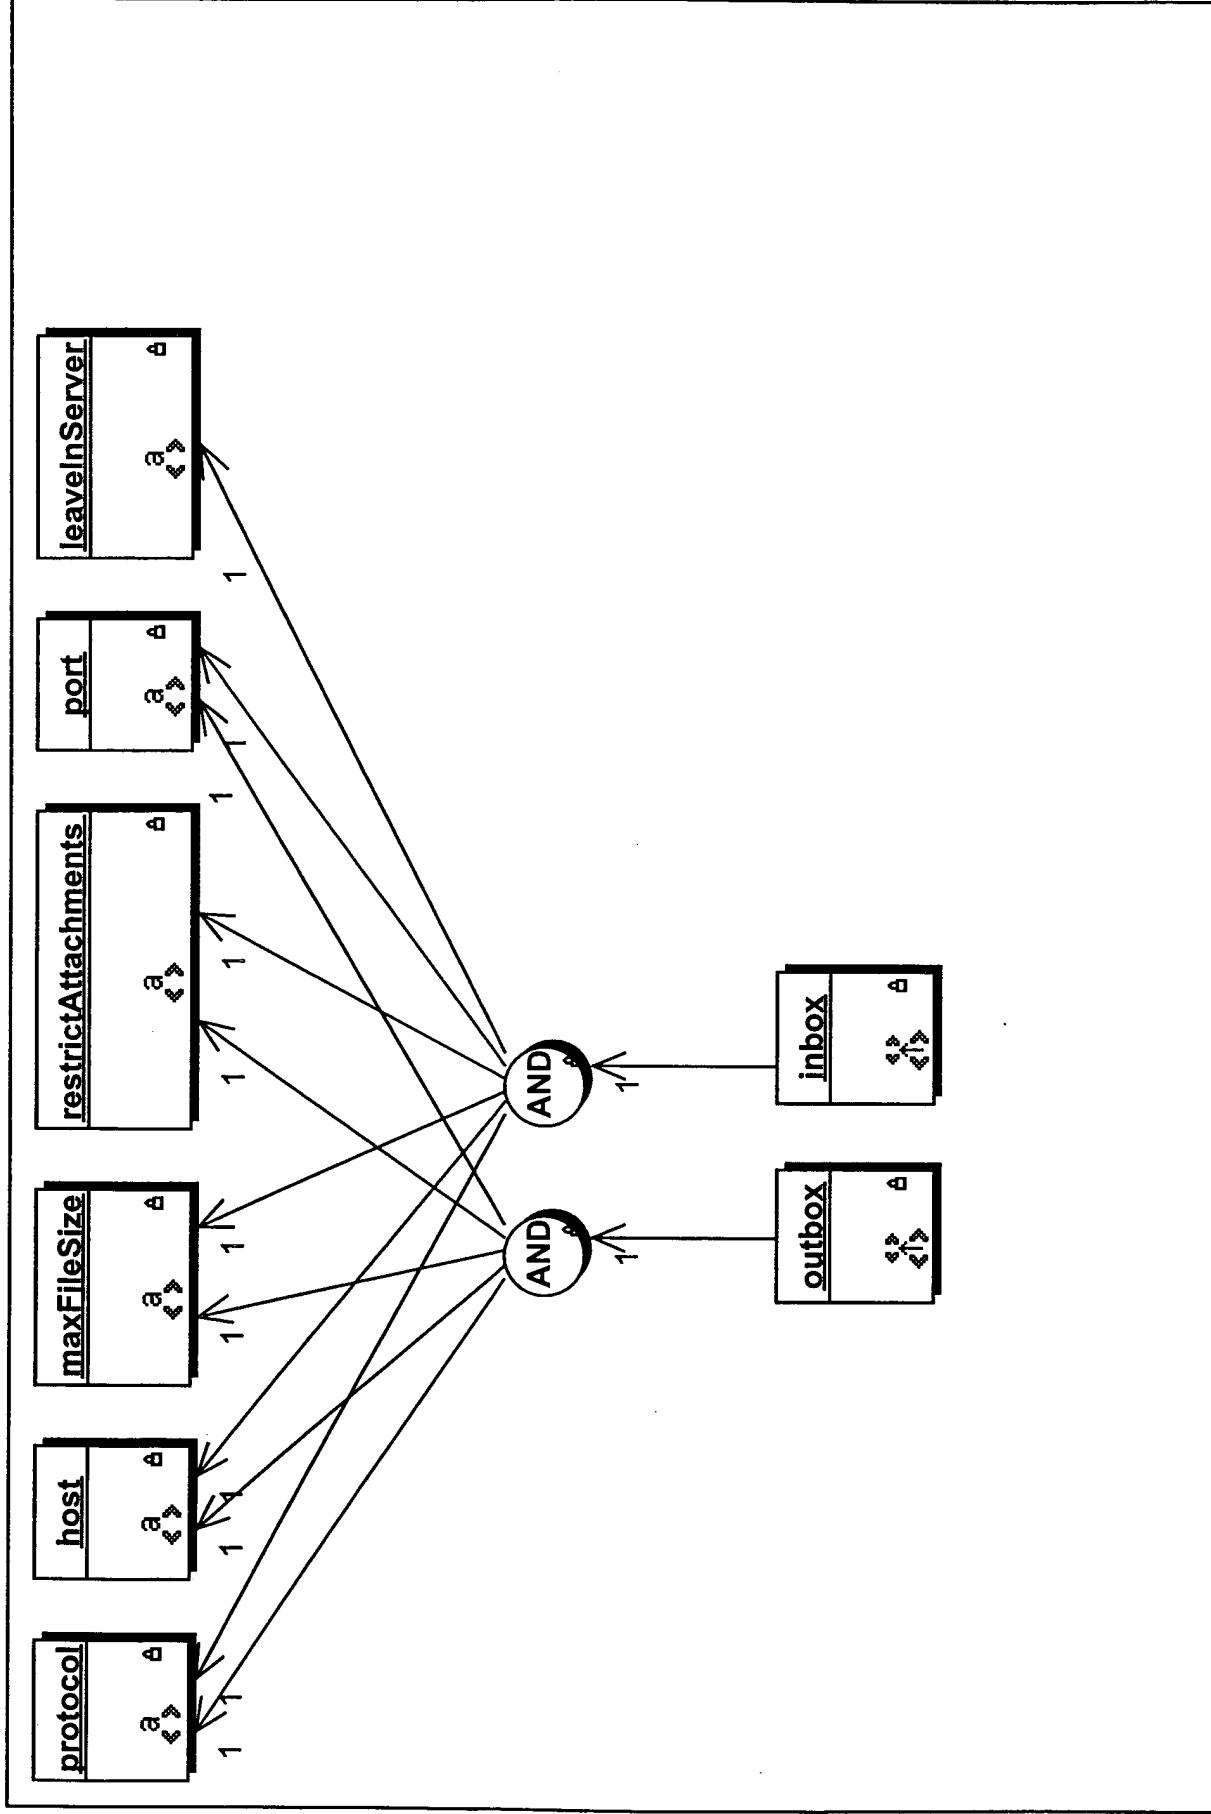 protocol
host
maxFileSize
restrictAttachments
port
leaveInServer
a
<>
a
<>
a
<>
a
<>
a
<>
a
<>
1
1
1
1
1
1
1
1
1
1
1
AND
AND
1
1
outbox
inbox